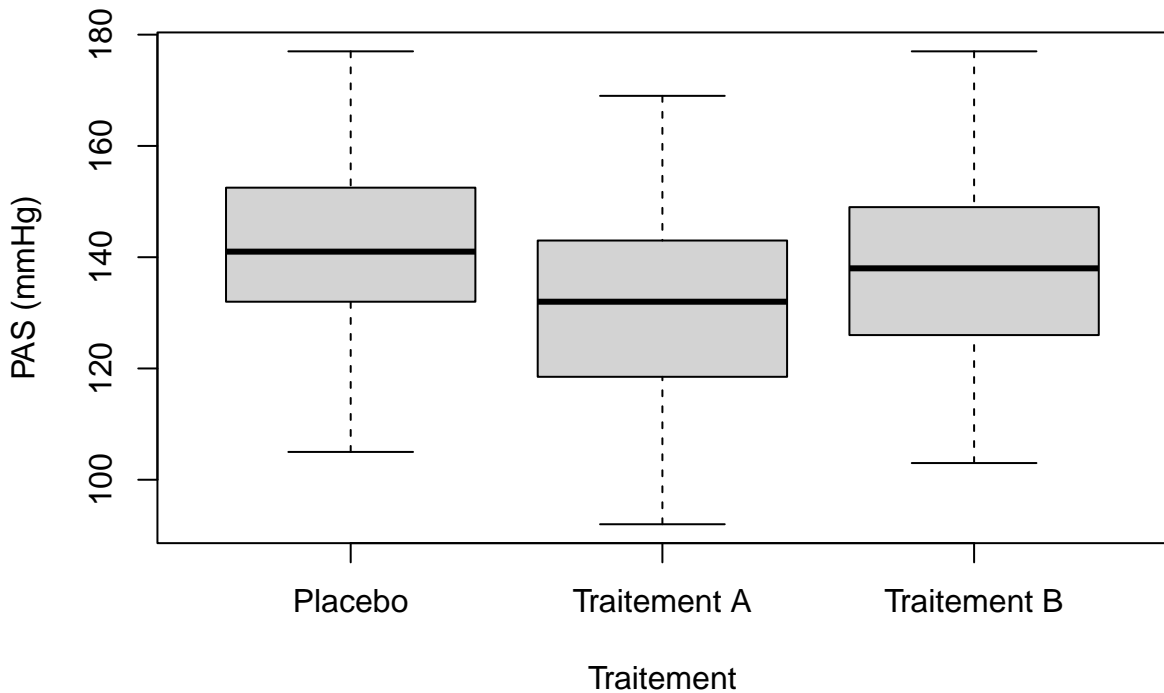 PAS (mmHg)
180
160
140
120
100
Placebo
Traitement A
Traitement B
Traitement